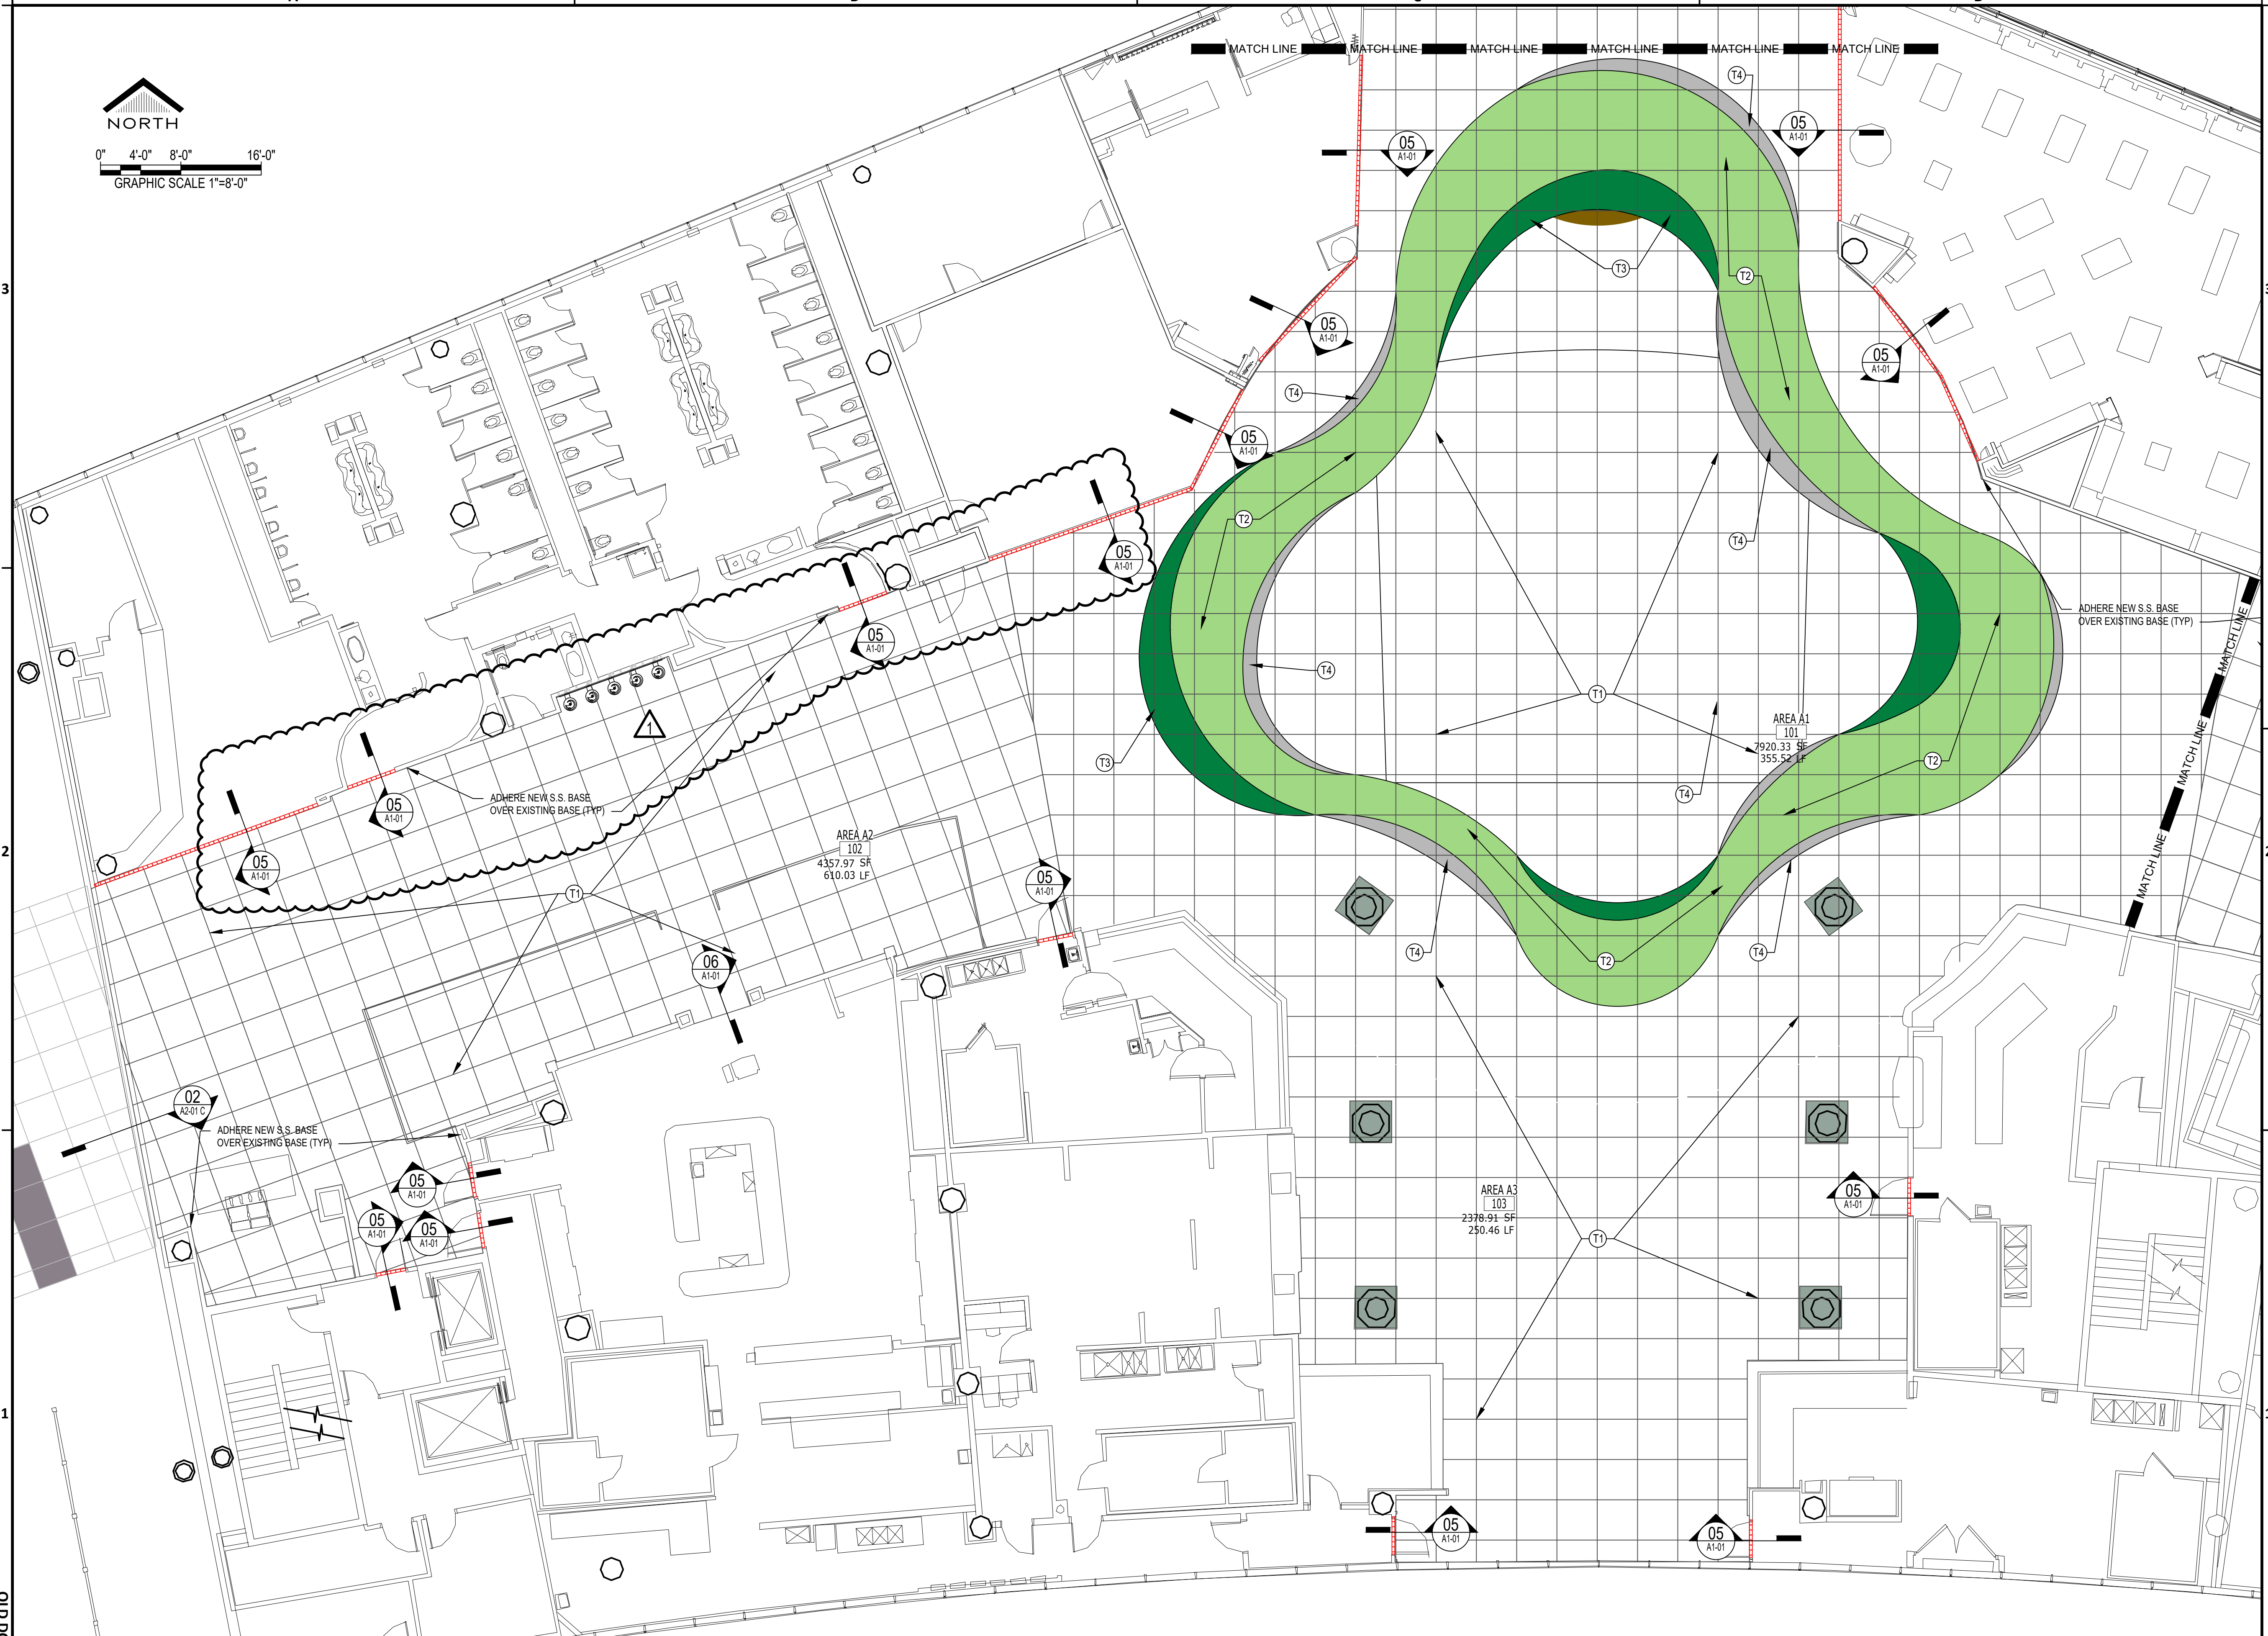 MATCH LINE MATCH LINE MATCH LINE MATCH LINE MATCH LINE MATCH LINE
NORTH
0" 4'-0" 8'-0" 16'-0"
GRAPHIC SCALE 1"=8'-0"
T4
05
A1-01
05
A1-01
T3
T2
3
05
A1-01
05
A1-01
T4
05
A1-01
T2
T4
05
A1-01
ADHERE NEW S.S. BASE
OVER EXISTING BASE (TYP)
MATCH LINE
MATCH LINE
MATCH LINE
05
A1-01
T4
T1
1
AREA A1
101
7920.33 SF
355.52 LF
T3
T2
T4
ADHERE NEW S.S. BASE
OVER EXISTING BASE (TYP)
05
A1-01
AREA A2
102
4357.97 SF
610.03 LF
2
05
A1-01
05
A1-01
T1
06
A1-01
T4
T2
T4
02
A2-01 C
ADHERE NEW S.S. BASE
OVER EXISTING BASE (TYP)
05
A1-01
05
A1-01
05
A1-01
AREA A3
103
2378.91 SF
250.46 LF
T1
05
A1-01
1
05
A1-01
05
A1-01